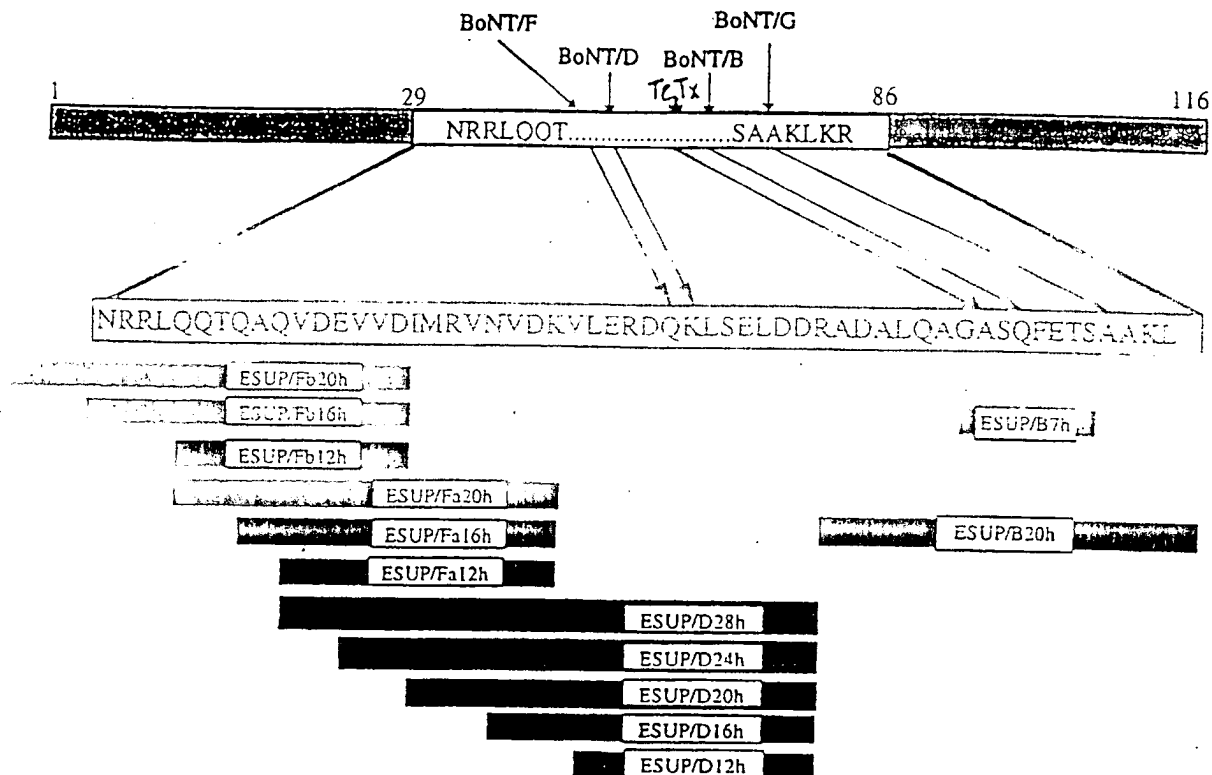 BoNT/F
BoNT/G
BoNT/D
BoNT/B
TeTx
1
29
86
116
NRRLOOT......................SAAKLKR
NRRLQQTQAQVDEVVDIMRVNVDKVLERDQKLSELDDRADALQAGASQFETSAAKL
ESUP/Fb20h
ESUP/Fb16h
ESUP/B7h
ESUP/Fb12h
ESUP/Fa20h
ESUP/Fa16h
ESUP/B20h
ESUP/Fa12h
ESUP/D28h
ESUP/D24h
ESUP/D20h
ESUP/D16h
ESUP/D12h